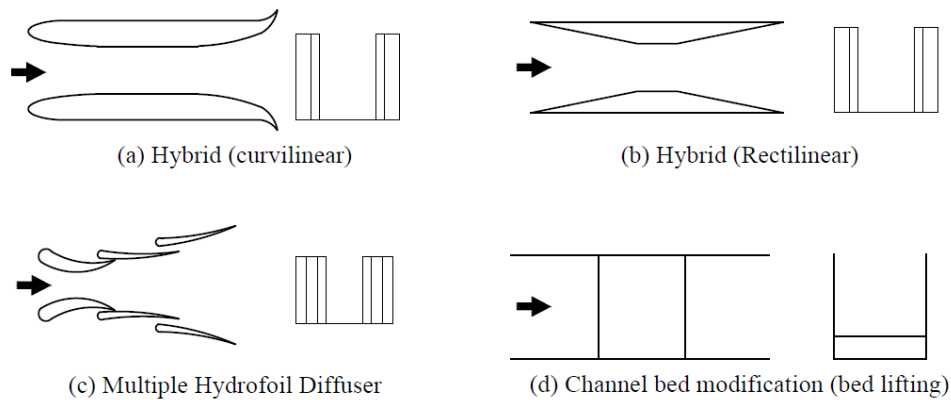 (a) Hybrid (curvilinear)
(b) Hybrid (Rectilinear)
(c) Multiple Hydrofoil Diffuser
(d) Channel bed modification (bed lifting)